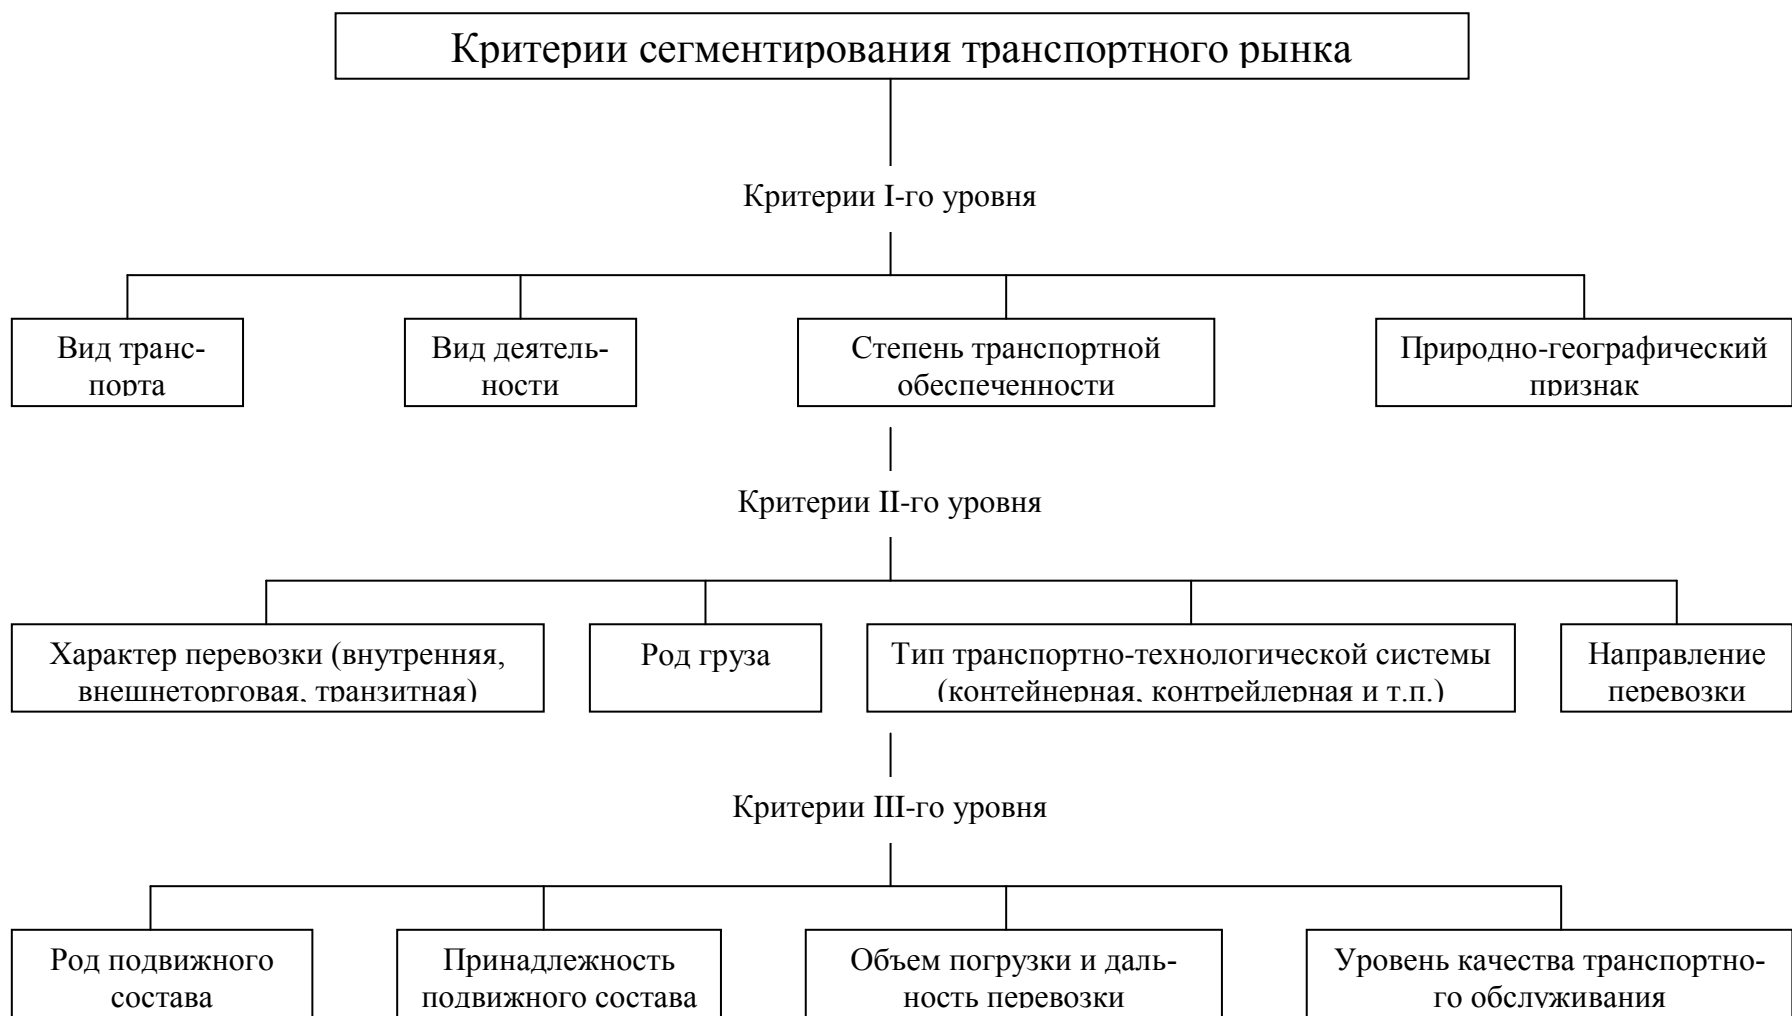 Критерии сегментирования транспортного рынка
Критерии I-го уровня
Вид транс-
порта
Вид деятель-
ности
Степень транспортной
обеспеченности
Природно-географический
признак
Критерии II-го уровня
Характер перевозки (внутренняя,
внешнеторговая, транзитная)
Род груза
Тип транспортно-технологической системы
(контейнерная, контрейлерная и т.п.)
Направление
перевозки
Критерии III-го уровня
Род подвижного
состава
Принадлежность
подвижного состава
Объем погрузки и даль-
ность перевозки
Уровень качества транспортно-
го обслуживания